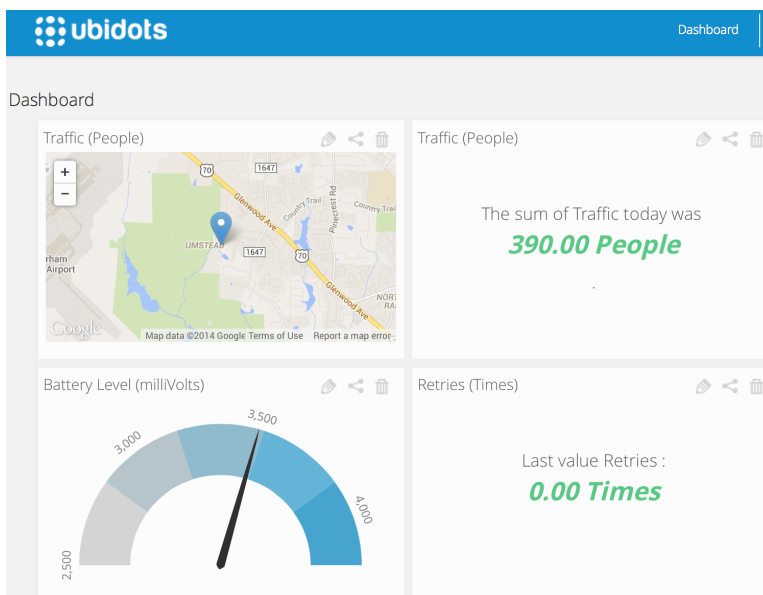 ubidots
Dashboard
Dashboard
Traffic (People)
+
−
70
1647
Glenwood Ave
Country Trail
Pinecrest Rd
Country Trail
UMSTEAD
1647
70
rham
Airport
Glenwood Ave
NOR
RA
Google
Map data ©2014 Google Terms of Use Report a map error
Traffic (People)
The sum of Traffic today was
390.00 People
.
Battery Level (milliVolts)
2,500
3,000
3,500
4,000
Retries (Times)
Last value Retries :
0.00 Times